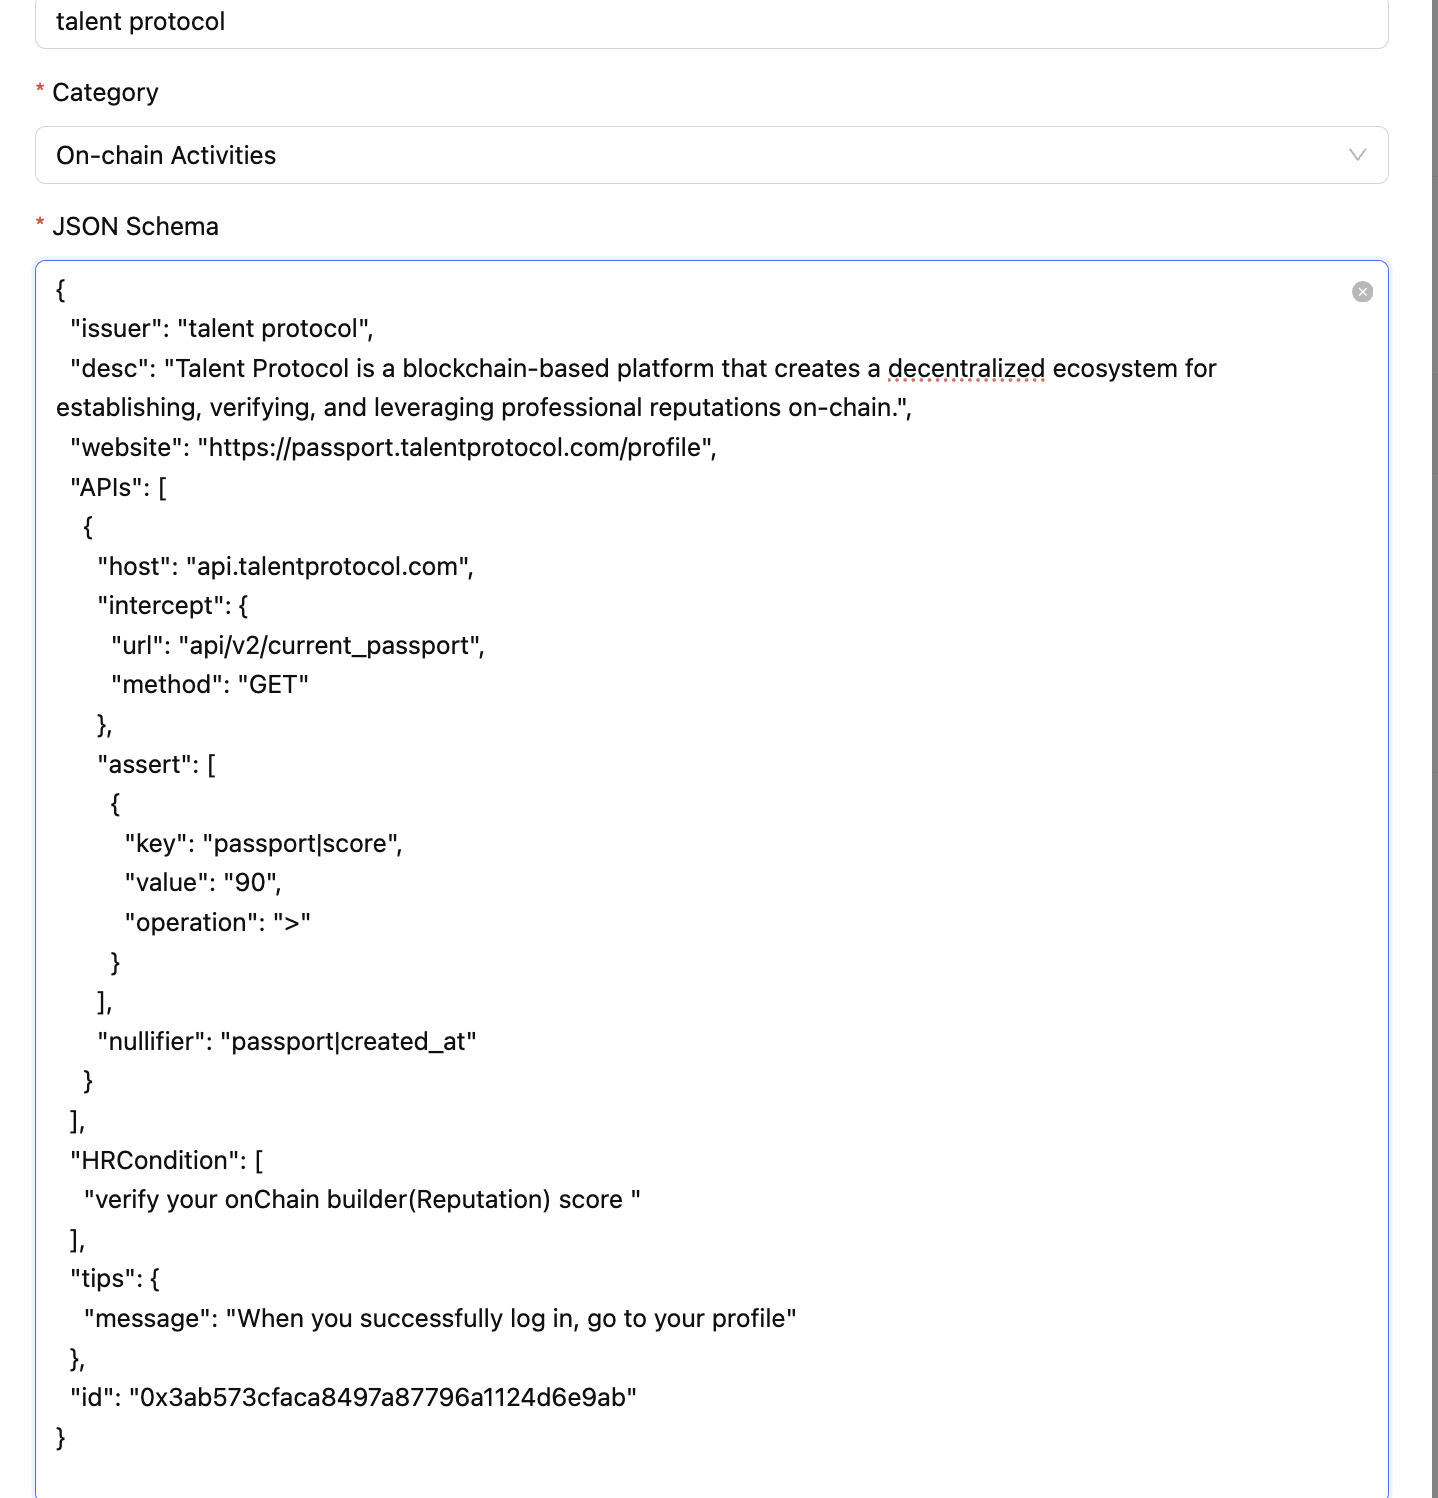 talent protocol
* Category
On-chain Activities
* JSON Schema
{
"issuer": "talent protocol",
"desc": "Talent Protocol is a blockchain-based platform that creates a decentralized ecosystem for
establishing, verifying, and leveraging professional reputations on-chain.",
"website": "https://passport.talentprotocol.com/profile",
"APIs": [
{
"host": "api.talentprotocol.com",
"intercept": {
"url": "api/v2/current_passport",
"method": "GET"
},
"assert": [
{
"key": "passport|score",
"value": "90",
"operation": ">"
}
],
"nullifier": "passport|created_at"
}
],
"HRCondition": [
"verify your onChain builder(Reputation) score "
],
"tips": {
"message": "When you successfully log in, go to your profile"
},
"id": "0x3ab573cfaca8497a87796a1124d6e9ab"
}